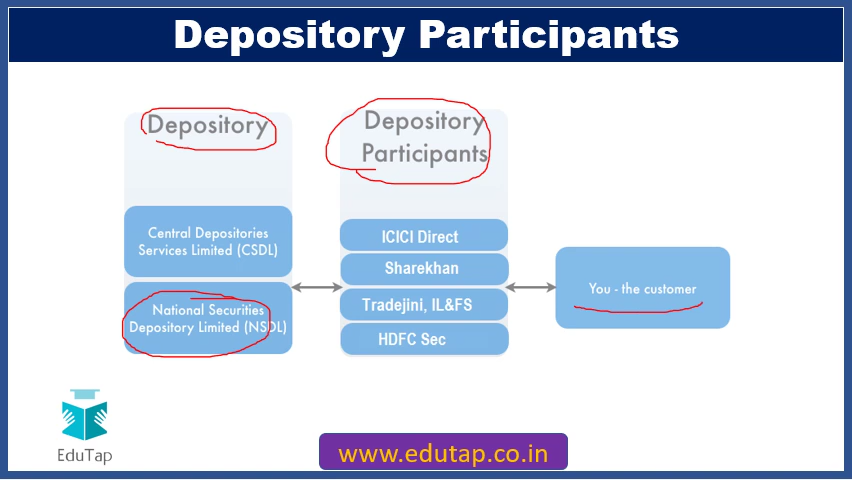 Depository Participants
Depository
Central Depositories
Services Limited (CSDL)
National Securities
Depository Limited (NSDL)
Depository
Participants
ICICI Direct
Sharekhan
Tradejini, IL&FS
HDFC Sec
You - the customer
EduTap
www.edutap.co.in